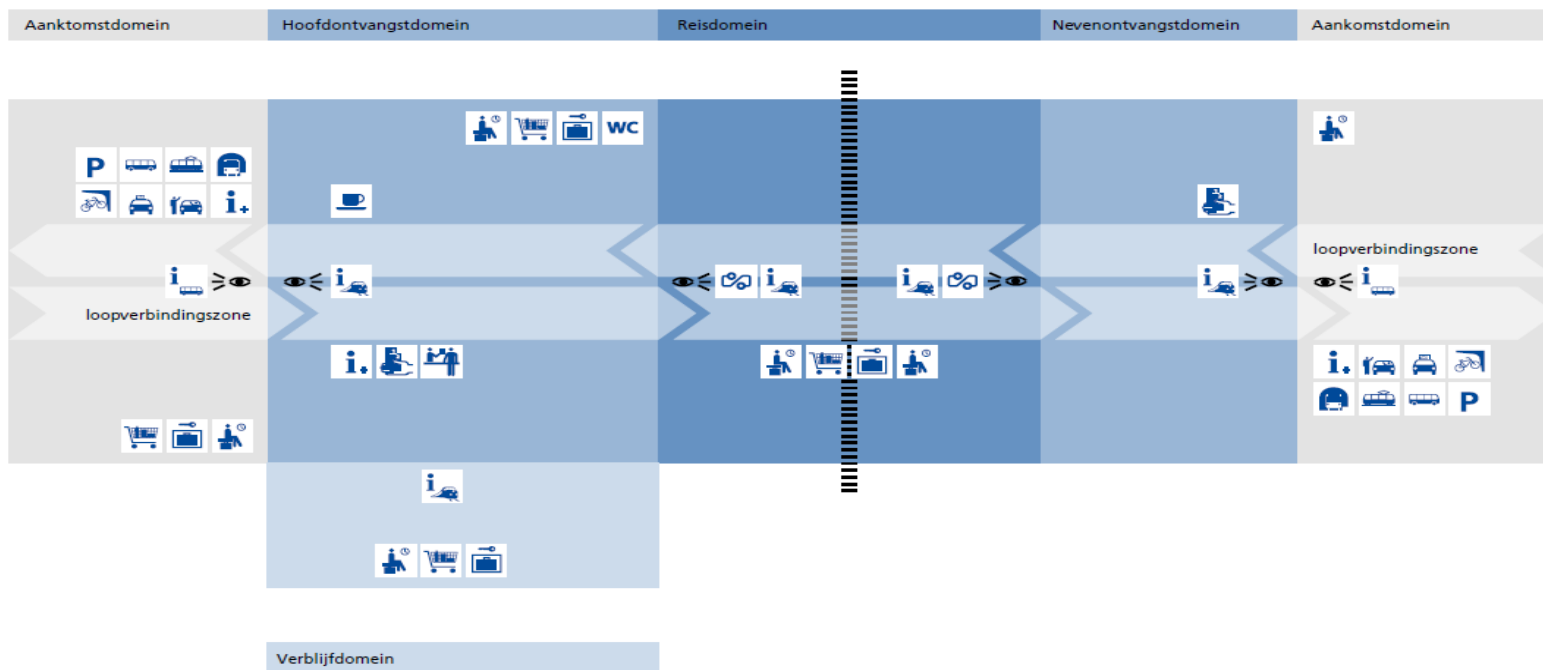 Aanktomstdomein
Hoofdontvangstdomein
Reisdomein
Nevenontvangstdomein
Aankomstdomein
WC
P
i+
loopverbindingszone
i
i
i
i
i
i
loopverbindingszone
i+
i+
P
i
Verblijfdomein